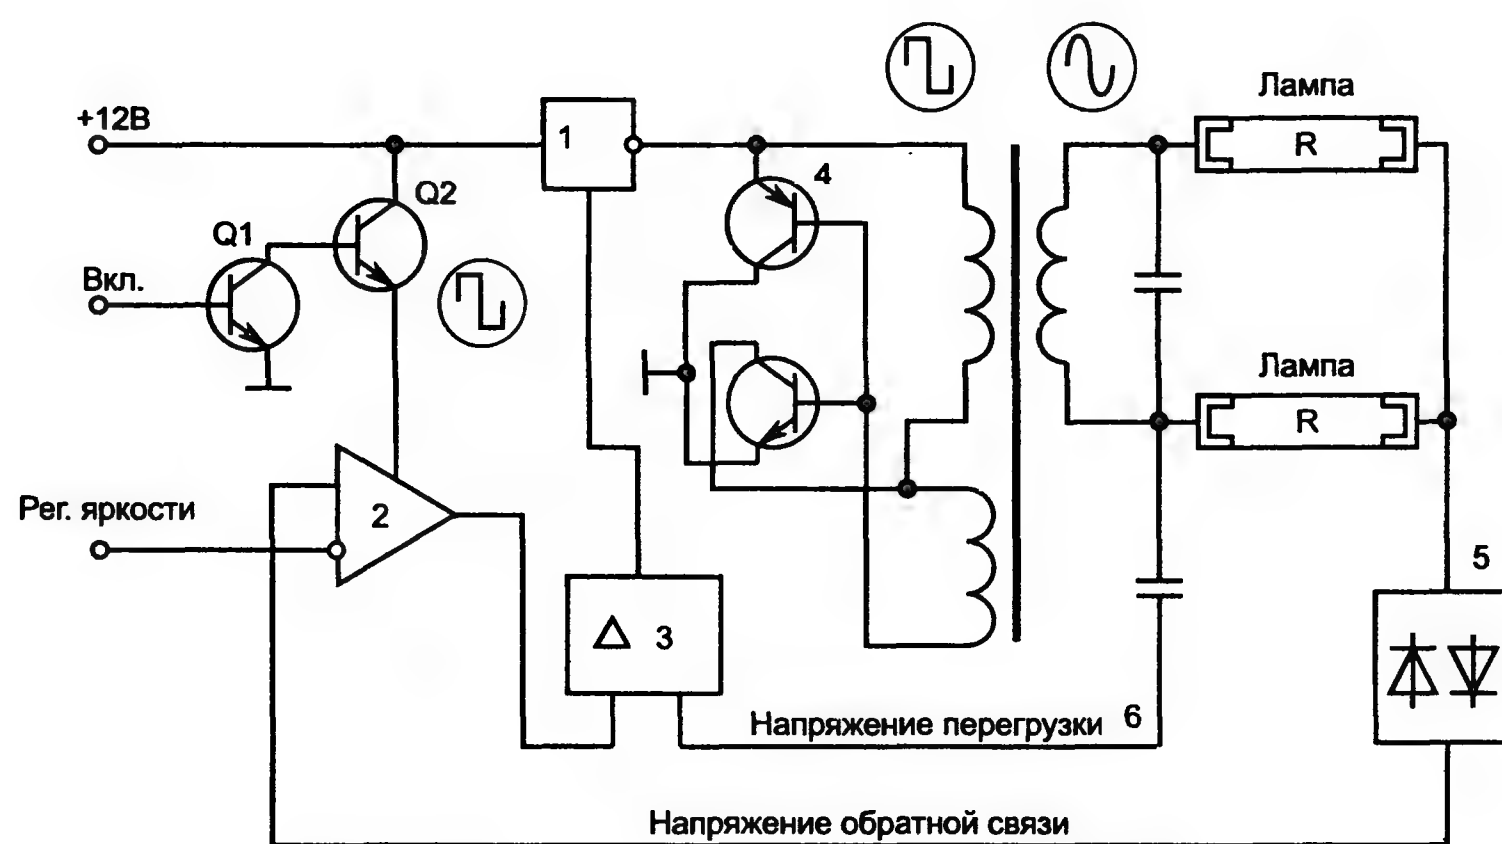 Лампа
+12В
1
R
4
Q2
Q1
Вкл.
Лампа
R
Рег. яркости
2
5
3
Напряжение перегрузки 6
Напряжение обратной связи